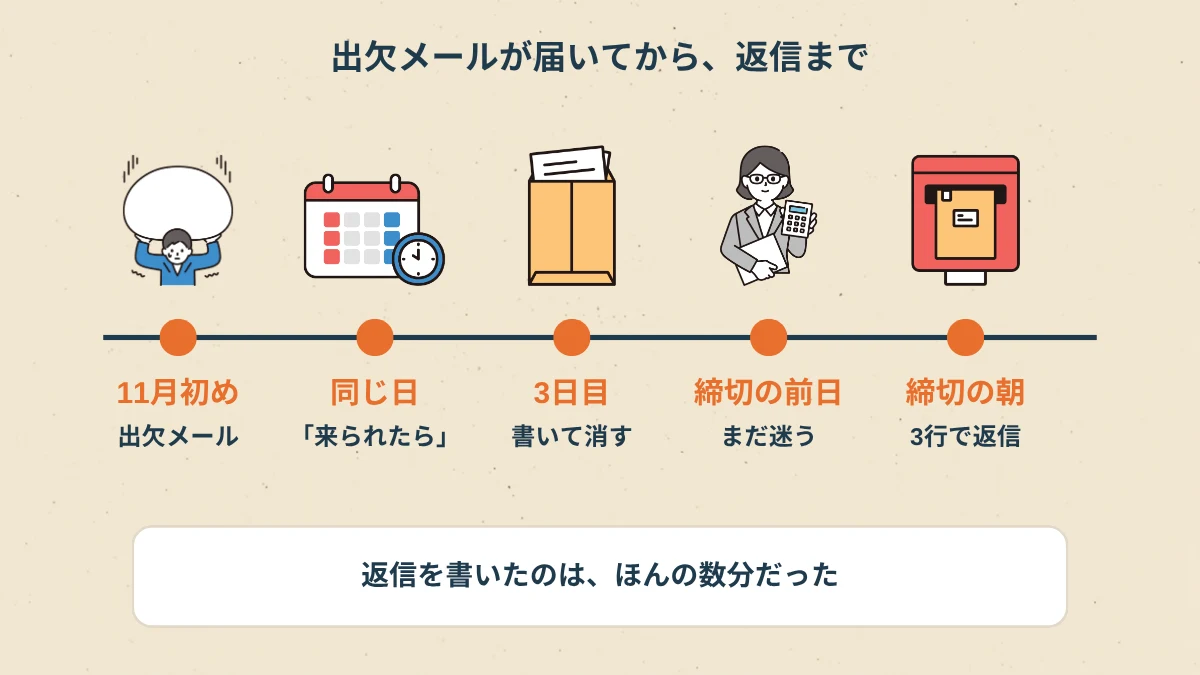 出欠メールが届いてから、返信まで
11月初め
出欠メール
同じ日
「来られたら」
3日目
書いて消す
締切の前日
まだ迷う
締切の朝
3行で返信
返信を書いたのは、ほんの数分だった